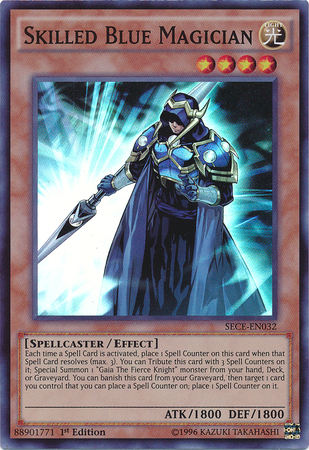 SKILLED BLUE MAGICIAN
LIGHT
光
SECE-EN032
[SPELLCASTER / EFFECT]
Each time a Spell Card is activated, place 1 Spell Counter on this card when that
Spell Card resolves (max. 3). You can Tribute this card with 3 Spell Counters on
it; Special Summon 1 "Gaia The Fierce Knight" monster from your hand, Deck,
or Graveyard. You can banish this card from your Graveyard, then target 1 card
you control that you can place a Spell Counter on; place 1 Spell Counter on it.
ATK/1800 DEF/1800
88901771 1st Edition ©1996 KAZUKI TAKAHASHI